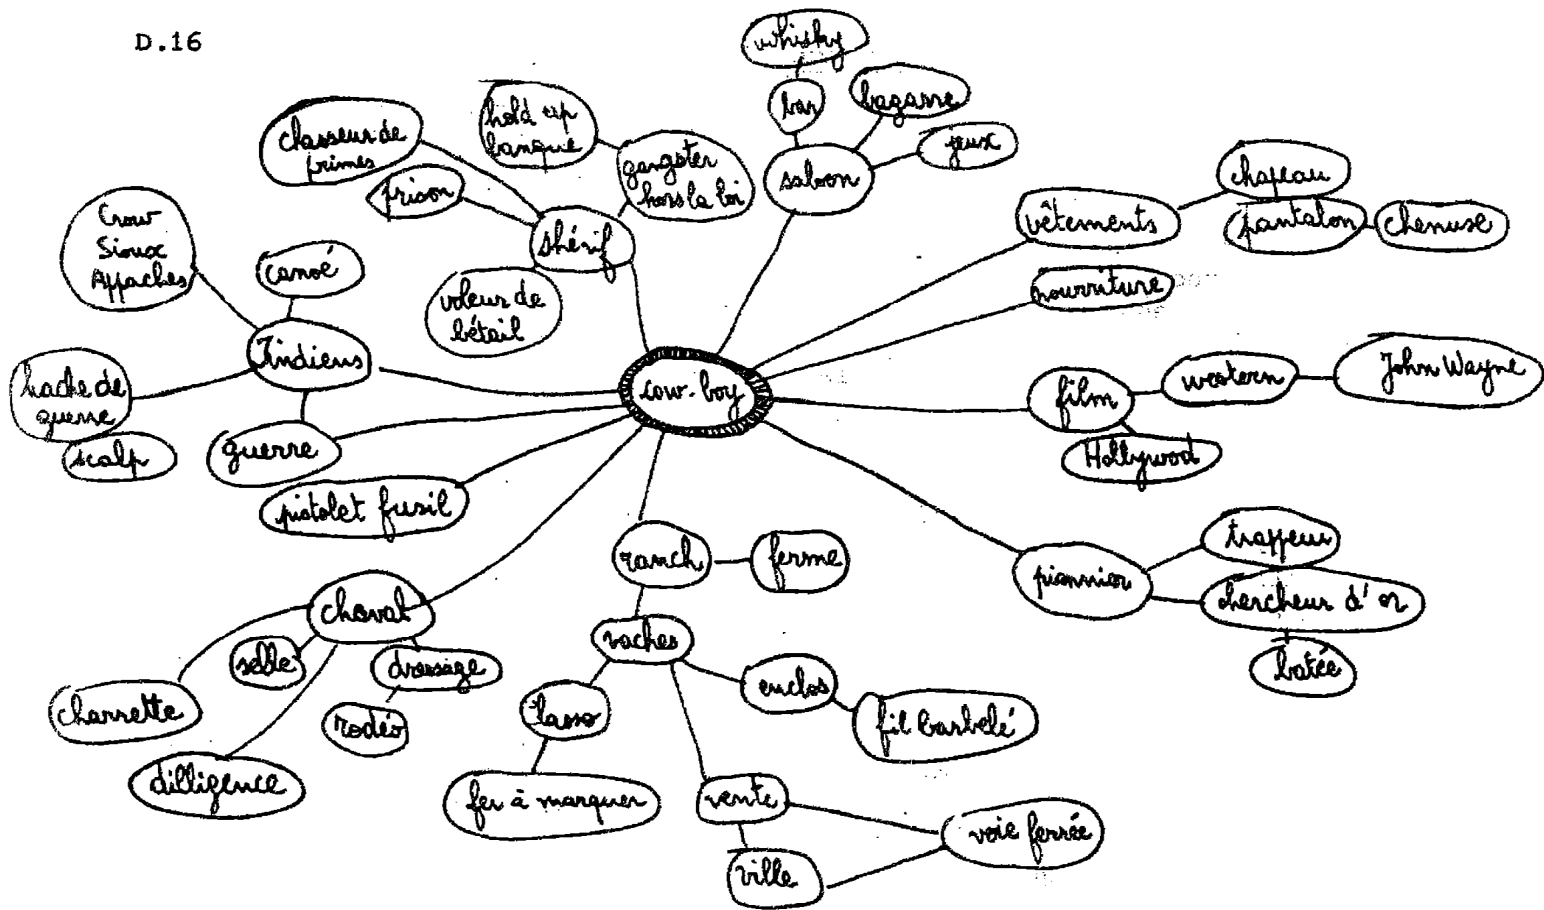 D.16
whisky
bar
bagarre
jeux
saloon
hold up
banque
gangster
hors la loi
chasseur de
primes
prison
shérif
voleur de
bétail
Crow
Sioux
Appaches
canoé
Indiens
hache de
guerre
scalp
guerre
pistolet fusil
vêtements
chapeau
pantalon
chemise
nourriture
cow-boy
film
western
John Wayne
Hollywood
pionnier
trappeur
chercheur d'or
batée
ranch
ferme
vaches
lasso
fer à marquer
enclos
fil barbelé
vente
ville
voie ferrée
cheval
selle
dressage
rodéo
charrette
dilligence